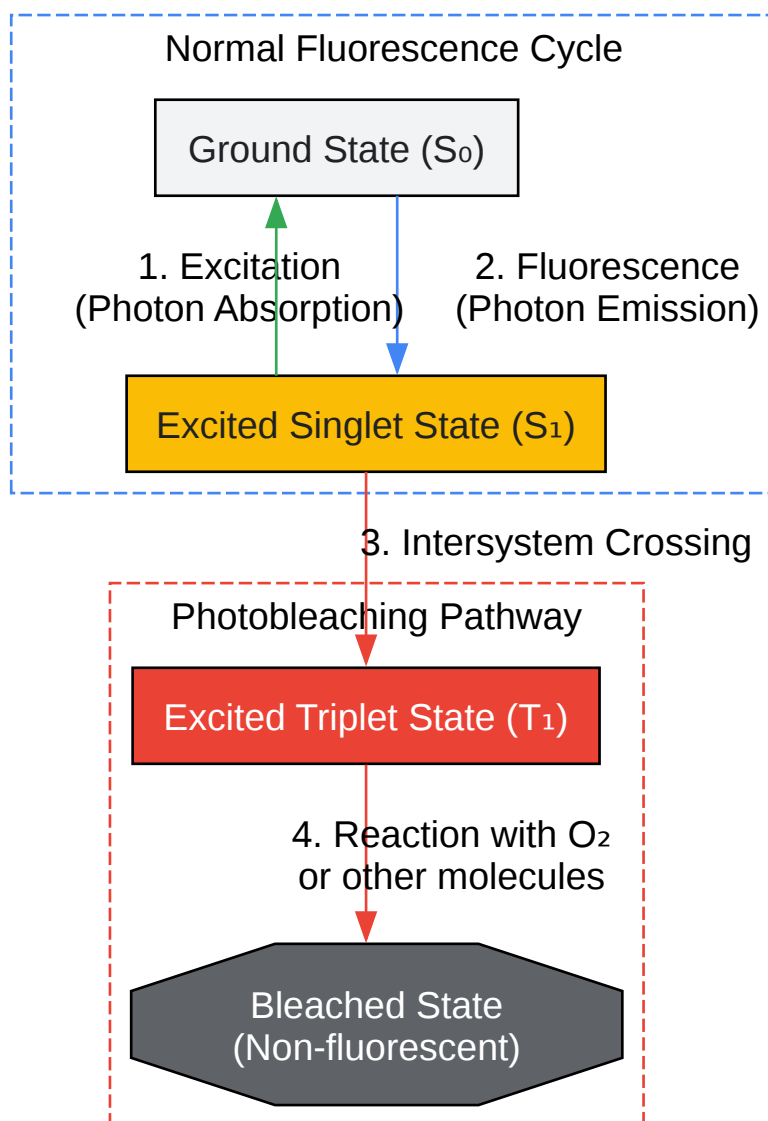 Normal Fluorescence Cycle
Ground State (S₀)
1. Excitation
(Photon Absorption)
2. Fluorescence
(Photon Emission)
Excited Singlet State (S₁)
3. Intersystem Crossing
Photobleaching Pathway
Excited Triplet State (T₁)
4. Reaction with O₂
or other molecules
Bleached State
(Non-fluorescent)